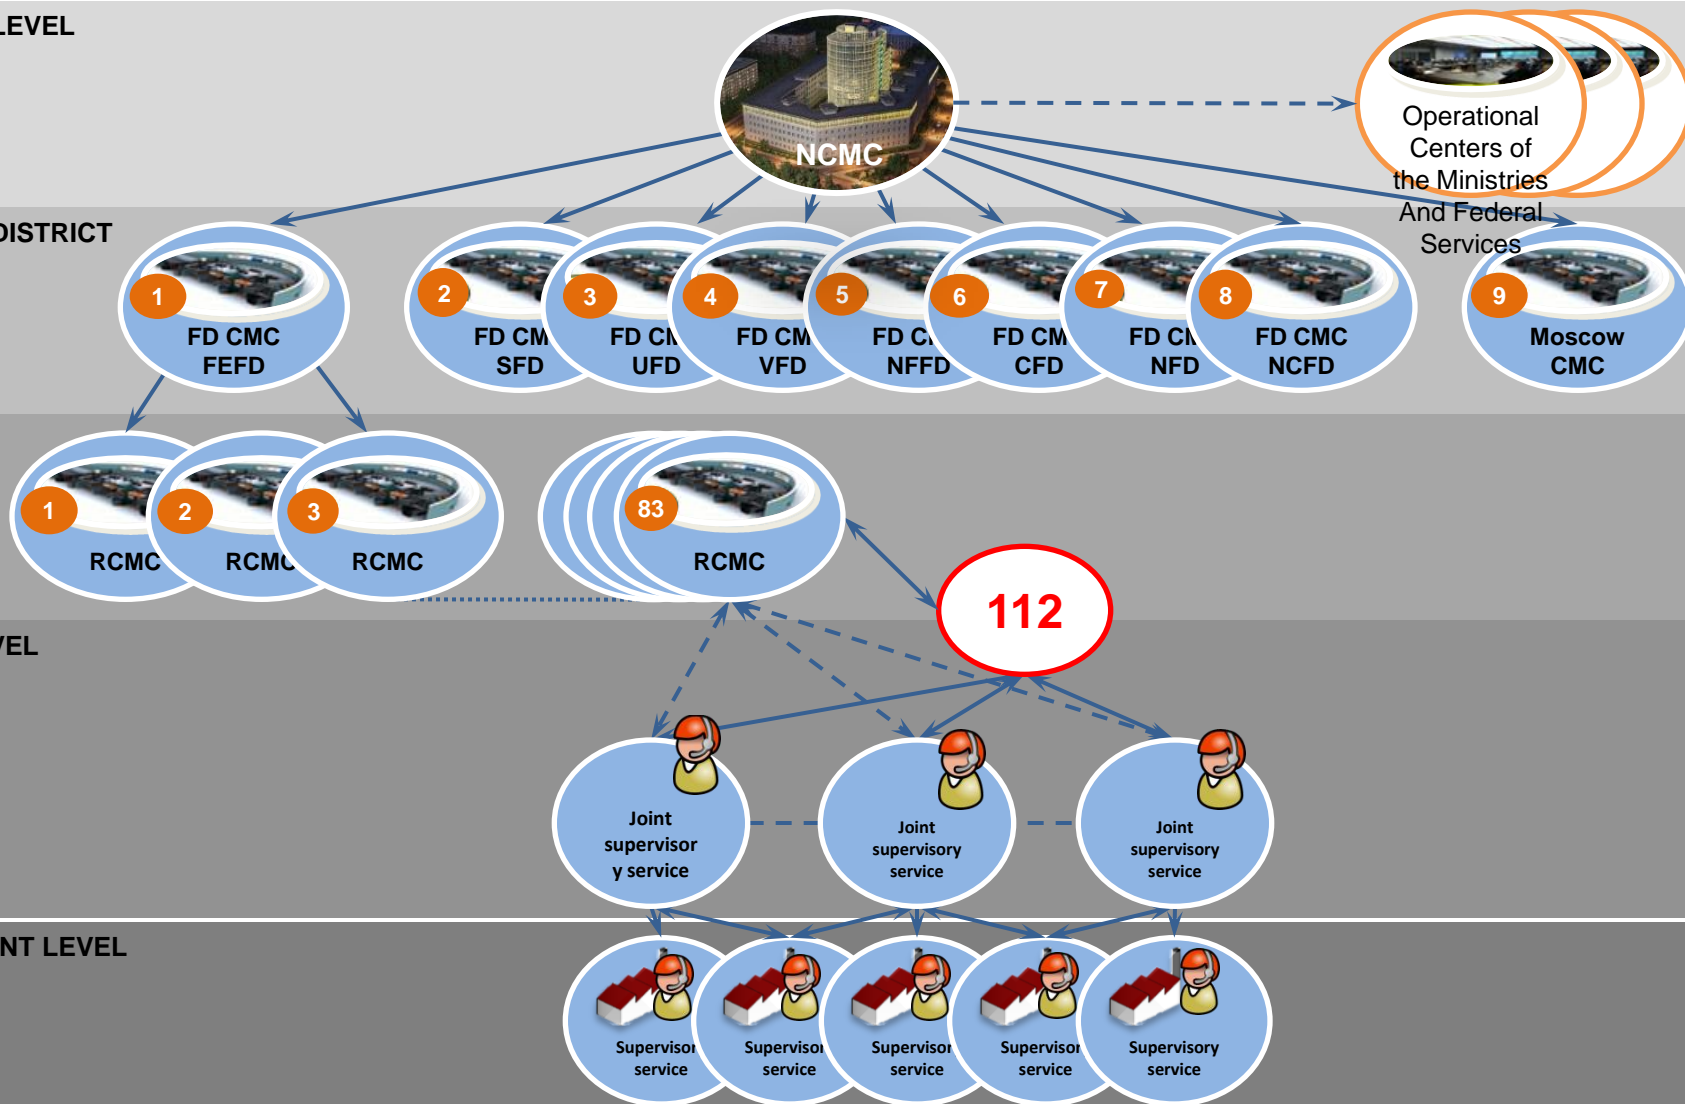 LEVEL
NCMC
Operational
Centers of
the Ministries
And Federal
Services
DISTRICT
1
FD CMC
FEFD
2
FD CM
SFD
3
FD CM
UFD
4
FD CM
VFD
5
FD C
NFFD
6
FD CM
CFD
7
FD C
NFD
8
FD CMC
NCFD
9
Moscow
CMC
1
RCMC
2
RCMC
3
RCMC
83
RCMC
112
VEL
Joint
supervisor
y service
Joint
supervisory
service
Joint
supervisory
service
NT LEVEL
Supervisor
service
Supervisor
service
Supervisor
service
Supervisor
service
Supervisory
service